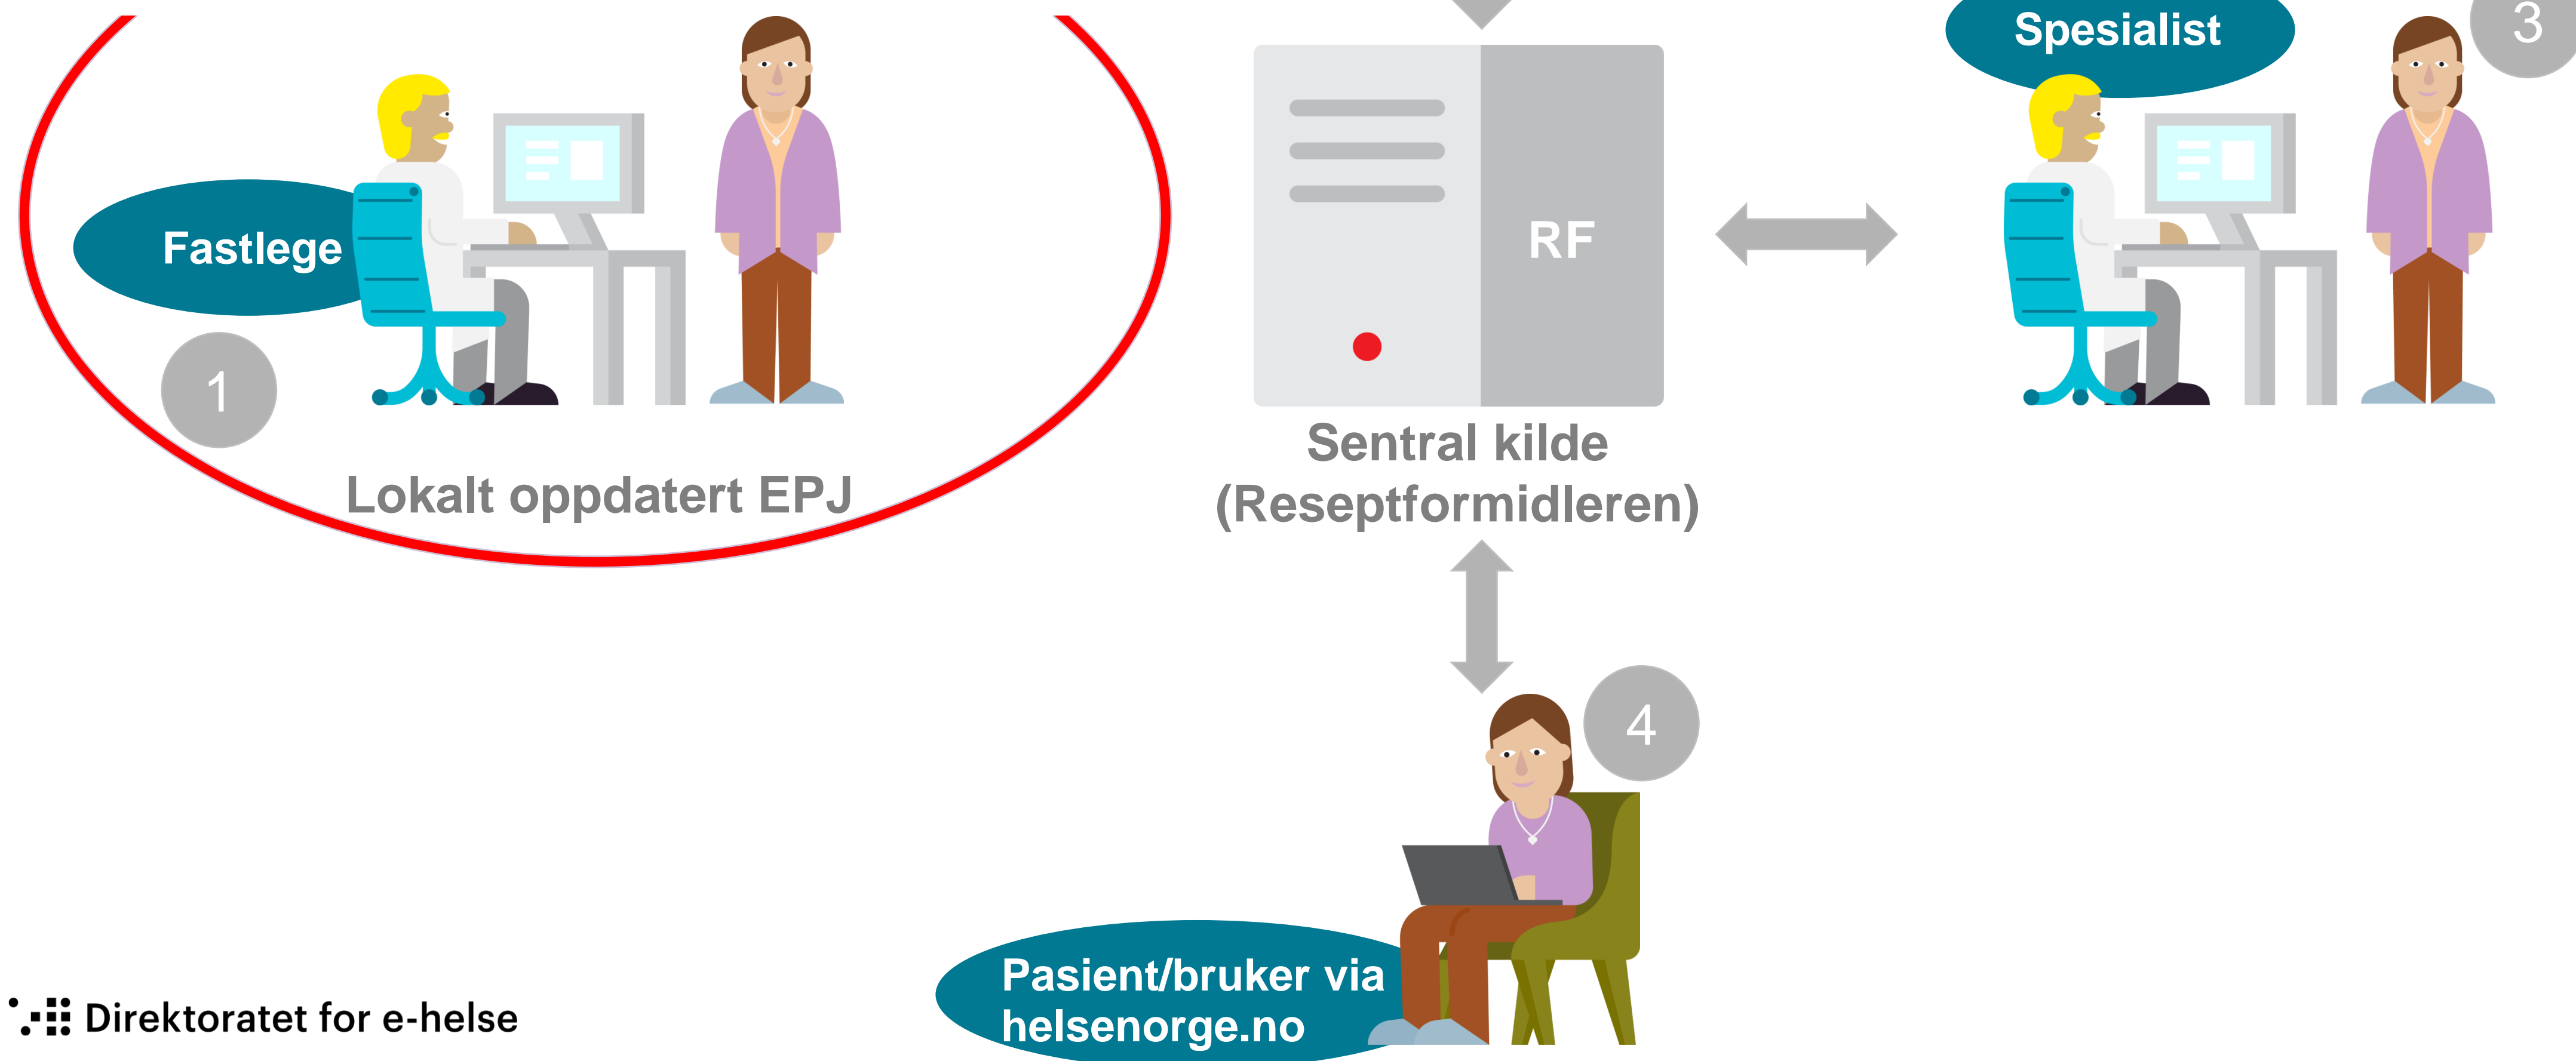 Spesialist
3
Fastlege
RF
1
Sentral kilde
(Reseptformidleren)
Lokalt oppdatert EPJ
4
Pasient/bruker via
helsenorge.no
Direktoratet for e-helse